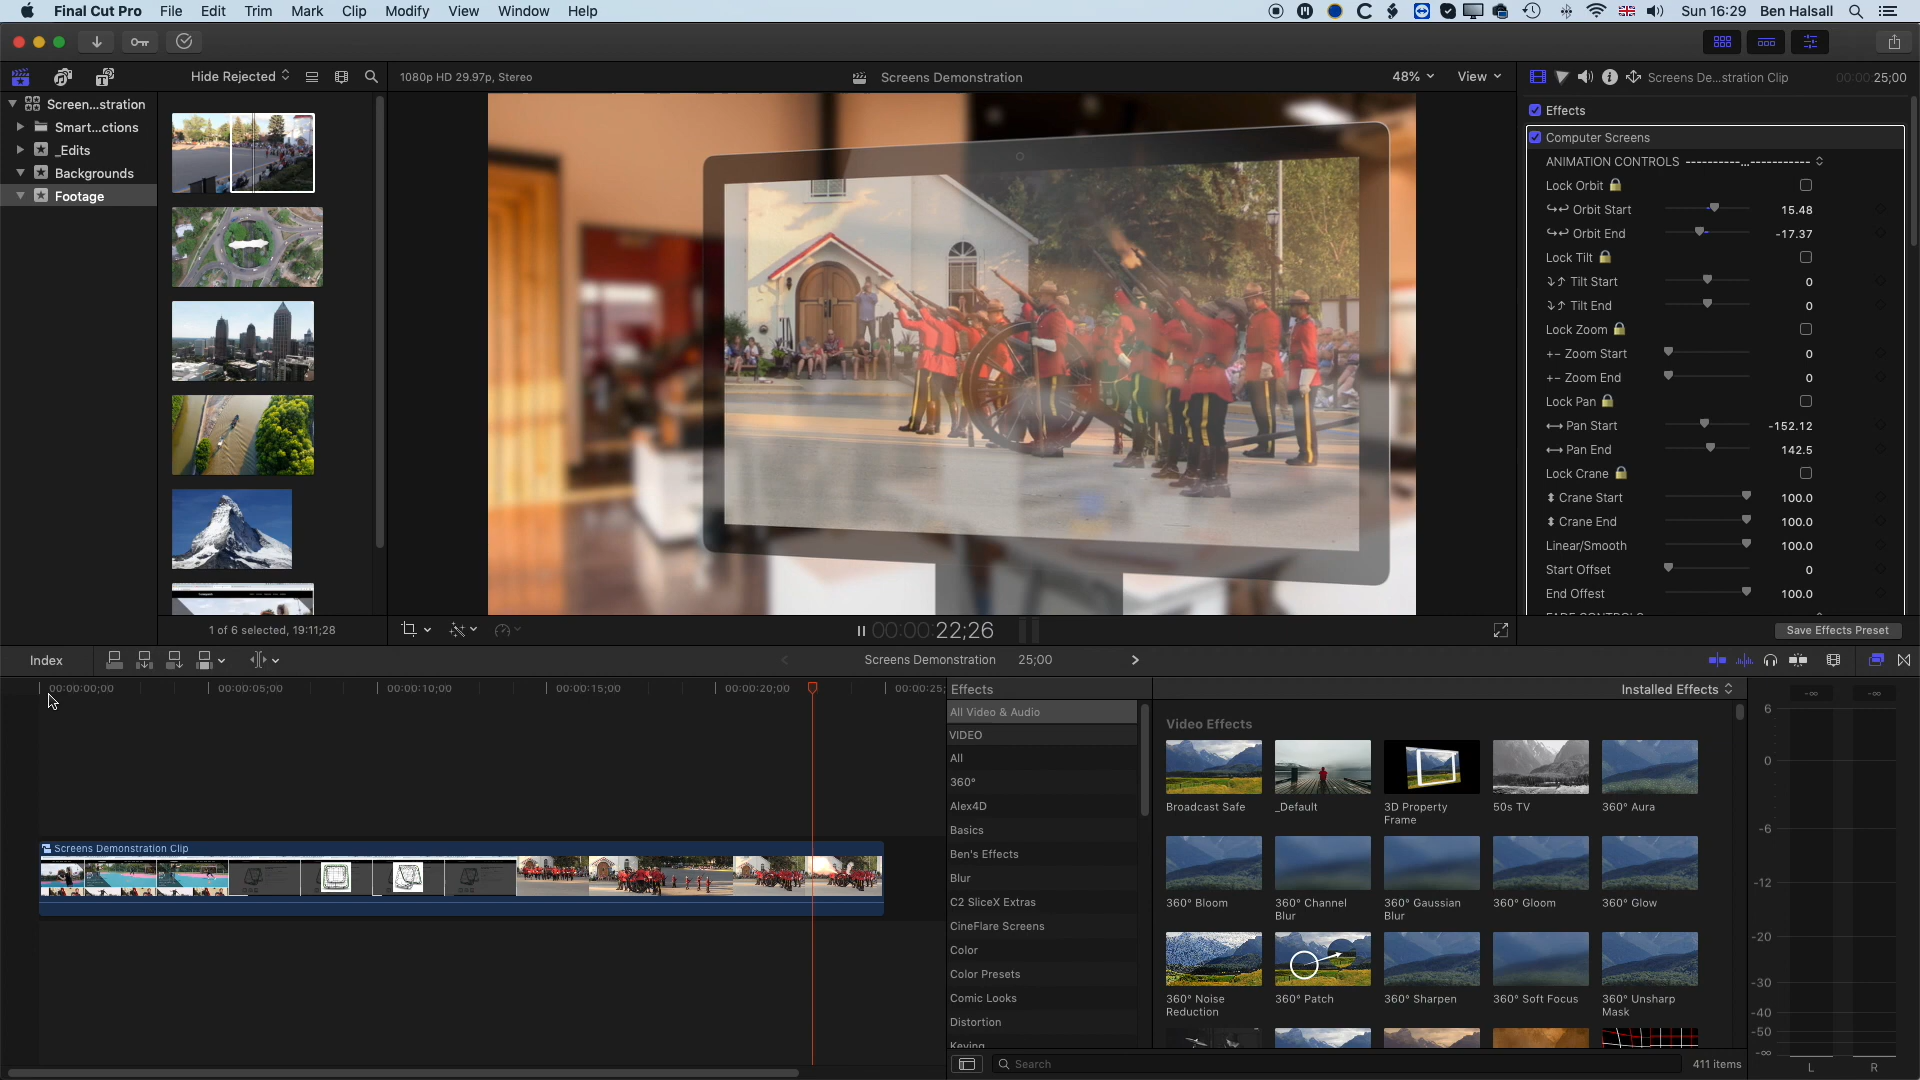 Final Cut Pro File Edit Trim Mark Clip Modify View Window Help
Sun 16:29 Ben Halsall
Hide Rejected
1080p HD 29.97p, Stereo
Screens Demonstration
48%
View
Screens De...stration Clip
00:00:25;00
Screen...stration
Smart...ctions
_Edits
Backgrounds
Footage
1 of 6 selected, 19:11;28
00:00:00:22;26
Effects
Computer Screens
ANIMATION CONTROLS ----------...-----------
Lock Orbit
Orbit Start 15.48
Orbit End -17.37
Lock Tilt
Tilt Start 0
Tilt End 0
Lock Zoom
+- Zoom Start 0
+- Zoom End 0
Lock Pan
Pan Start -152.12
Pan End 142.5
Lock Crane
Crane Start 100.0
Crane End 100.0
Linear/Smooth 100.0
Start Offset 0
End Offest 100.0
Save Effects Preset
Index
Screens Demonstration 25;00
00:00:00;00 00:00:05;00 00:00:10;00 00:00:15;00 00:00:20;00 00:00:25;
Screens Demonstration Clip
Effects
All Video & Audio
VIDEO
All
360°
Alex4D
Basics
Ben's Effects
Blur
C2 SliceX Extras
CineFlare Screens
Color
Color Presets
Comic Looks
Distortion
Keying
Installed Effects
Video Effects
Broadcast Safe
_Default
3D Property Frame
50s TV
360° Aura
360° Bloom
360° Channel Blur
360° Gaussian Blur
360° Gloom
360° Glow
360° Noise Reduction
360° Patch
360° Sharpen
360° Soft Focus
360° Unsharp Mask
Search
411 items
-∞ -∞
6
0
-6
-12
-20
-30
-40
-50
-∞
L R